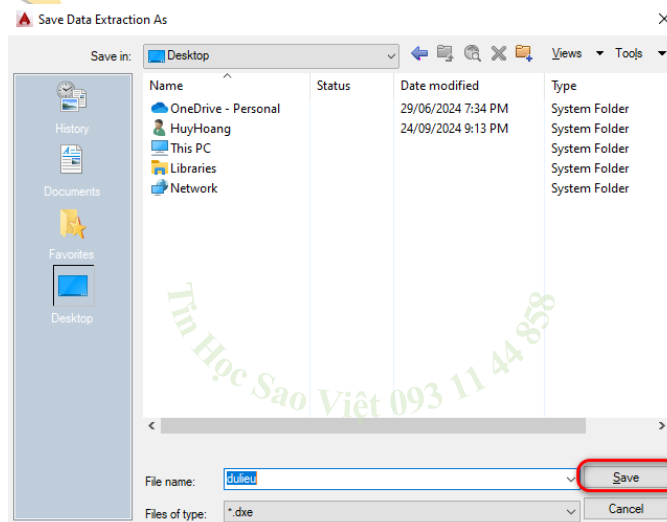 Save Data Extraction As
Save in: Desktop Views Tools
Name Status Date modified Type
OneDrive - Personal 29/06/2024 7:34 PM System Folder
HuyHoang 24/09/2024 9:13 PM System Folder
This PC System Folder
Libraries System Folder
Network System Folder
History
Documents
Favorites
Desktop
Tin Học Sao Việt 093 11 44 858
File name: dulieu Save
Files of type: *.dxe Cancel